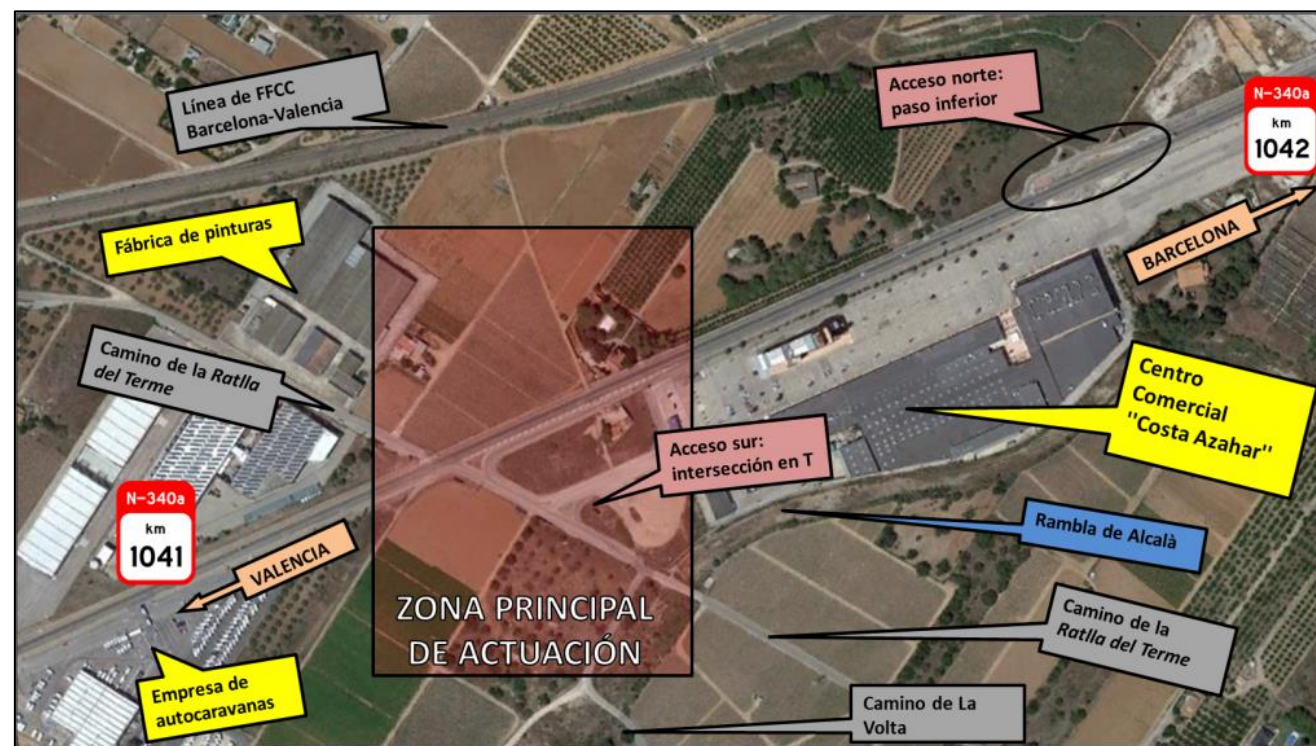 Línea de FFCC
Barcelona-Valencia
Acceso norte:
paso inferior
N-340a
km
1042
BARCELONA
Fábrica de pinturas
Camino de la Ratlla
del Terme
Centro
Comercial
"Costa Azahar"
Acceso sur:
intersección en T
N-340a
km
1041
VALENCIA
Rambla de Alcalà
ZONA PRINCIPAL
DE ACTUACIÓN
Camino de la
Ratlla del Terme
Empresa de
autocaravanas
Camino de La
Volta